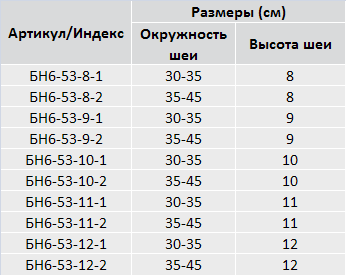 Артикул/Индекс Размеры (см)
Окружность шеи Высота шеи
БН6-53-8-1 30-35 8
БН6-53-8-2 35-45 8
БН6-53-9-1 30-35 9
БН6-53-9-2 35-45 9
БН6-53-10-1 30-35 10
БН6-53-10-2 35-45 10
БН6-53-11-1 30-35 11
БН6-53-11-2 35-45 11
БН6-53-12-1 30-35 12
БН6-53-12-2 35-45 12